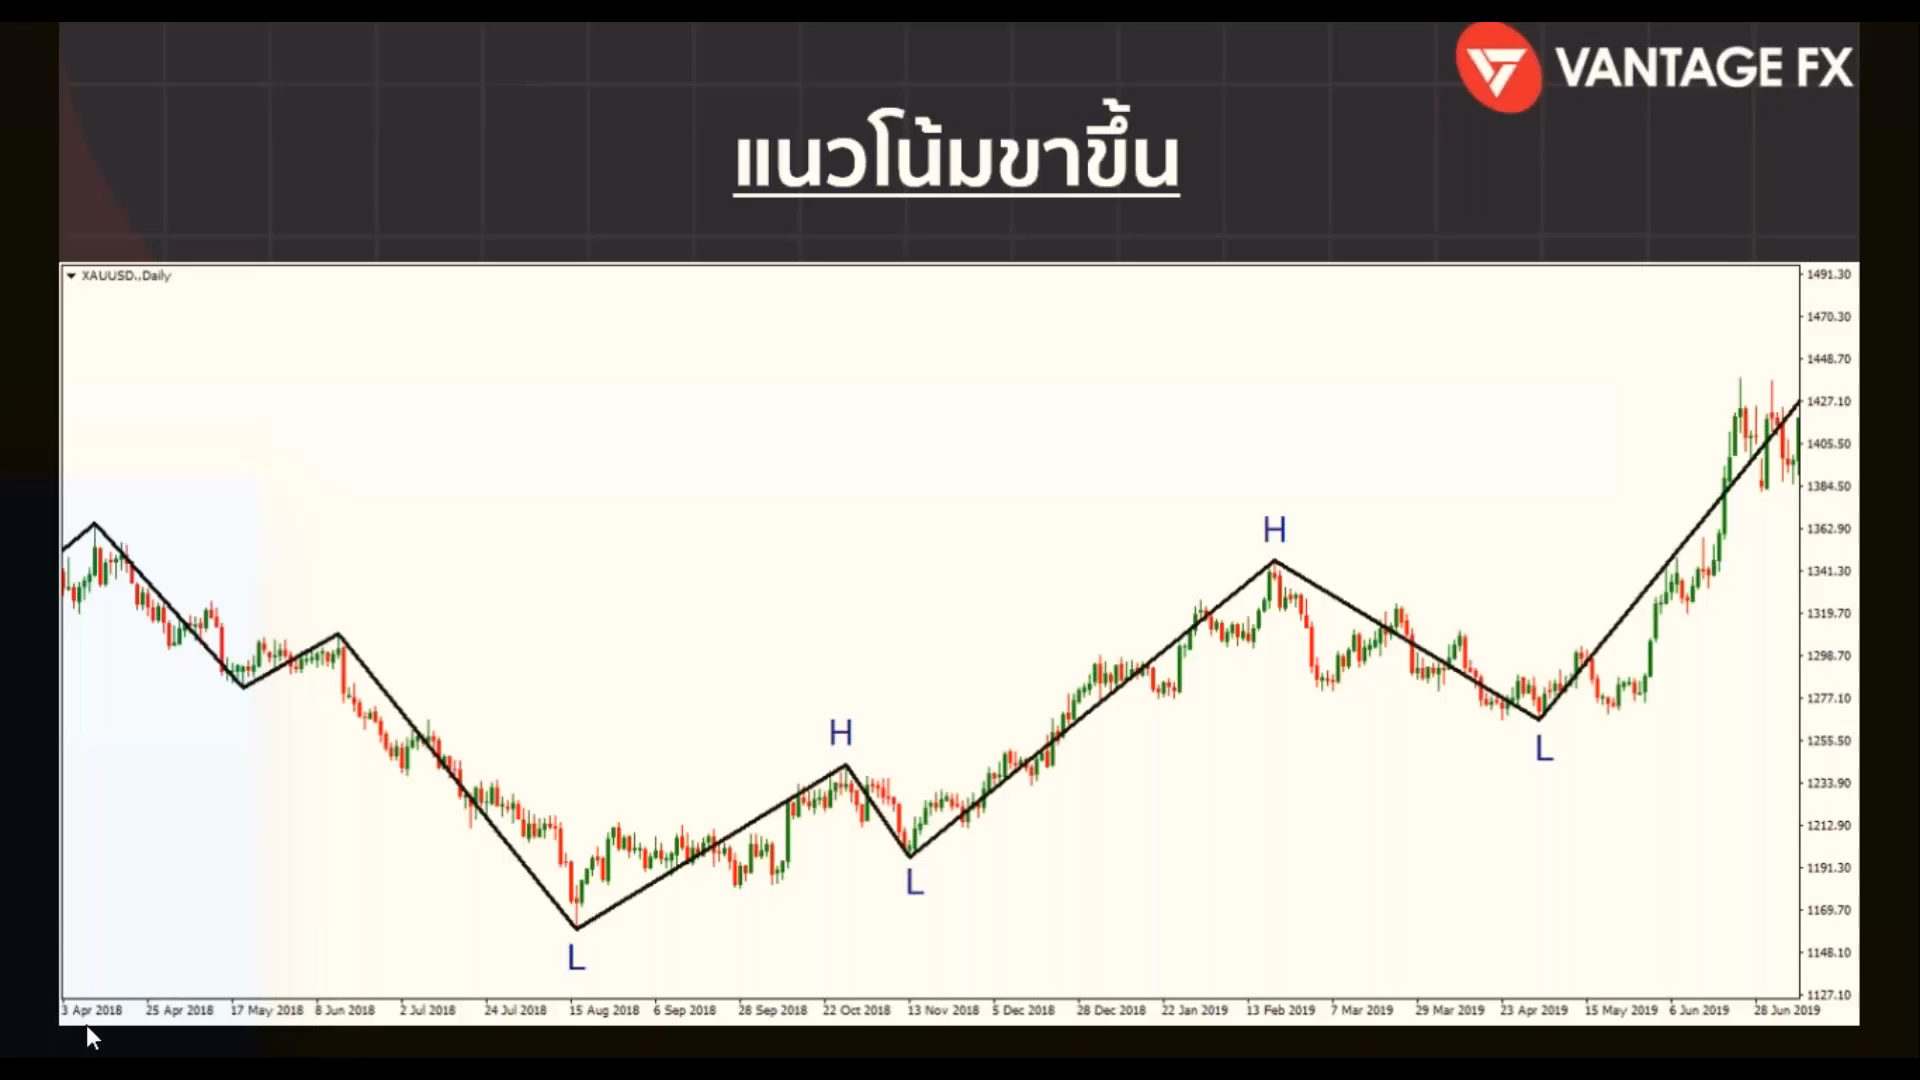 VANTAGE FX
แนวโน้มขาขึ้น
XAUUSD.,Daily
1491.30
1470.30
1448.70
1427.10
1405.50
1384.50
1362.90
H
1341.30
1319.70
1298.70
1277.10
H
L
1255.50
1233.90
1212.90
L
1191.30
1169.70
L
1148.10
1127.10
3 Apr 2018 25 Apr 2018 17 May 2018 8 Jun 2018 2 Jul 2018 24 Jul 2018 15 Aug 2018 6 Sep 2018 28 Sep 2018 22 Oct 2018 13 Nov 2018 5 Dec 2018 28 Dec 2018 22 Jan 2019 13 Feb 2019 7 Mar 2019 29 Mar 2019 23 Apr 2019 15 May 2019 6 Jun 2019 28 Jun 2019